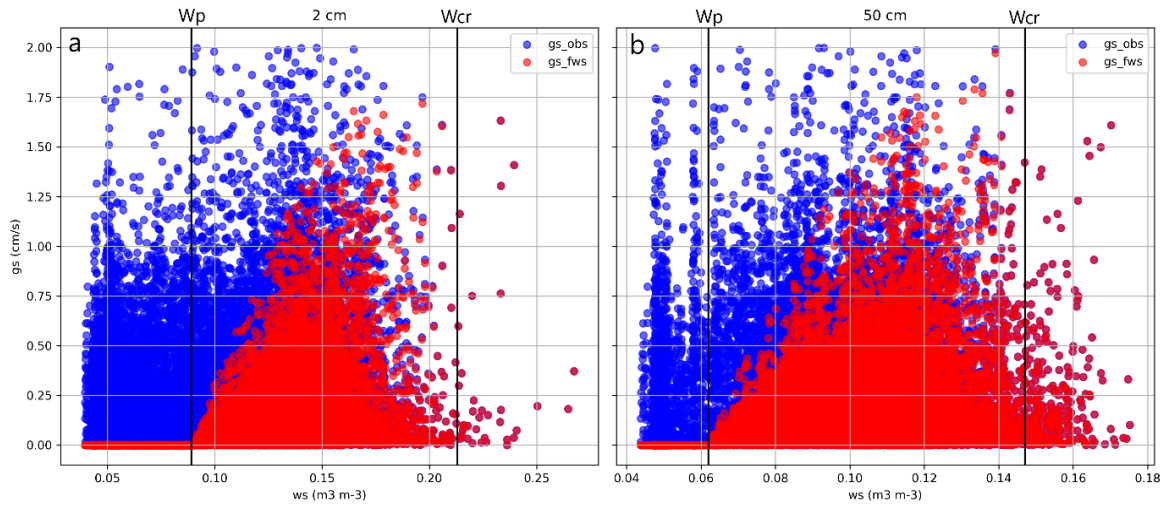 Wp
2 cm
Wcr
Wp
50 cm
Wcr
a
gs_obs
gs_fws
b
gs_obs
gs_fws
2.00
1.75
1.50
1.25
1.00
0.75
0.50
0.25
0.00
gs (cm/s)
0.05
0.10
0.15
0.20
0.25
0.04
0.06
0.08
0.10
0.12
0.14
0.16
0.18
ws (m3 m-3)
ws (m3 m-3)